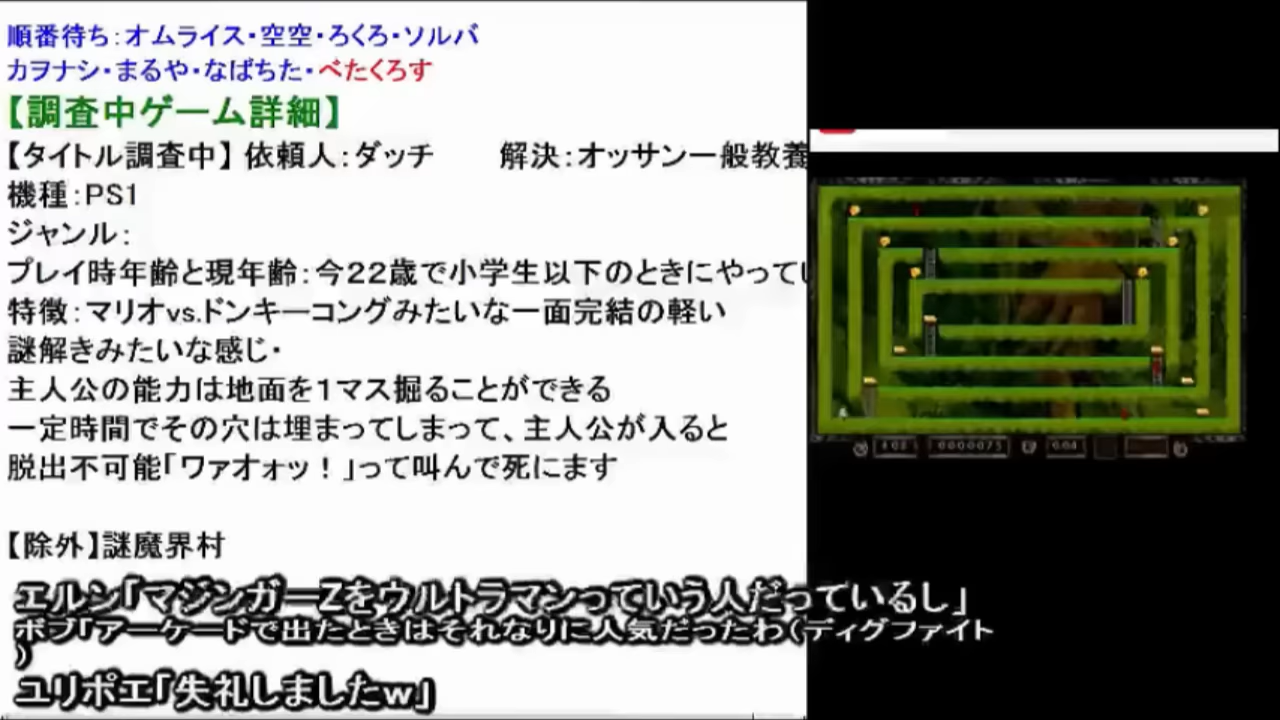 順番待ち：オムライス・空空・ろくろ・ソルバ
カヲナシ・まるや・なばちた・べたくろす
【調査中ゲーム詳細】
【タイトル調査中】依頼人：ダッチ　　解決：オッサン一般教養
機種：PS1
ジャンル：
プレイ時年齢と現年齢：今22歳で小学生以下のときにやってい
特徴：マリオvs.ドンキーコングみたいな一面完結の軽い
謎解きみたいな感じ・
主人公の能力は地面を1マス掘ることができる
一定時間でその穴は埋まってしまって、主人公が入ると
脱出不可能「ワァオォッ！」って叫んで死にます
【除外】謎魔界村
エルン「マジンガーZをウルトラマンっていう人だっているし」
ボブ「アーケードで出たときはそれなりに人気だったわ（ディグファイト
）
ユリポエ「失礼しましたw」